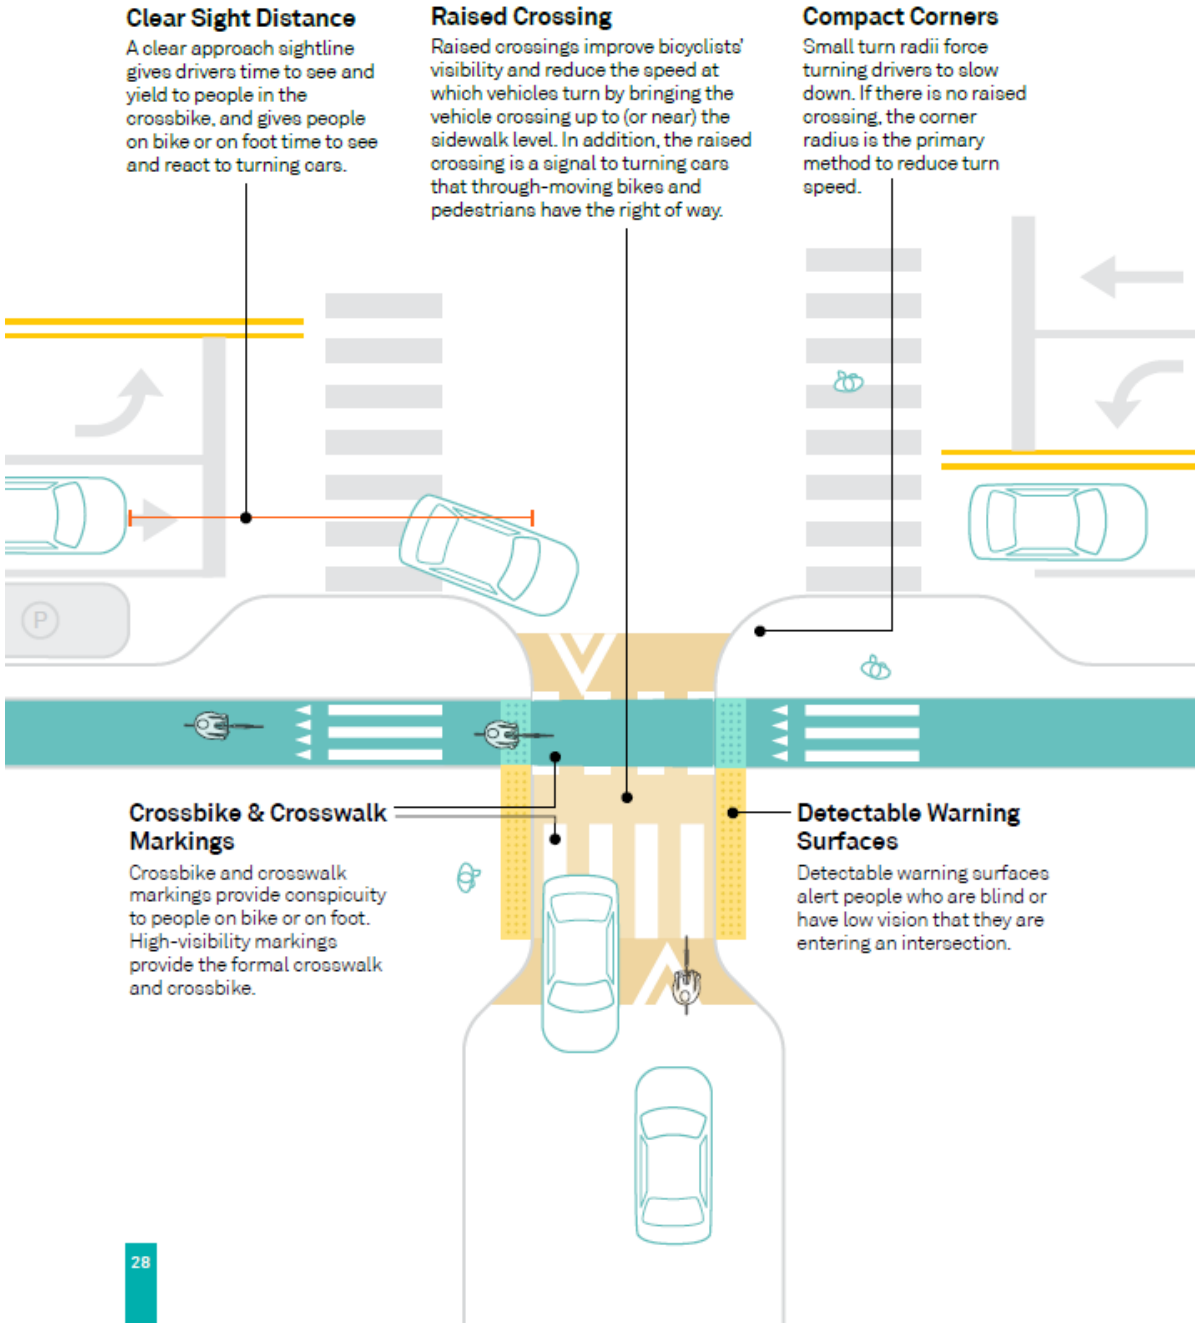 Clear Sight Distance
A clear approach sightline
gives drivers time to see and
yield to people in the
crossbike, and gives people
on bike or on foot time to see
and react to turning cars.
Raised Crossing
Raised crossings improve bicyclists’
visibility and reduce the speed at
which vehicles turn by bringing the
vehicle crossing up to (or near) the
sidewalk level. In addition, the raised
crossing is a signal to turning cars
that through-moving bikes and
pedestrians have the right of way.
Compact Corners
Small turn radii force
turning drivers to slow
down. If there is no raised
crossing, the corner
radius is the primary
method to reduce turn
speed.
P
Crossbike & Crosswalk
Markings
Crossbike and crosswalk
markings provide conspicuity
to people on bike or on foot.
High-visibility markings
provide the formal crosswalk
and crossbike.
Detectable Warning
Surfaces
Detectable warning surfaces
alert people who are blind or
have low vision that they are
entering an intersection.
28